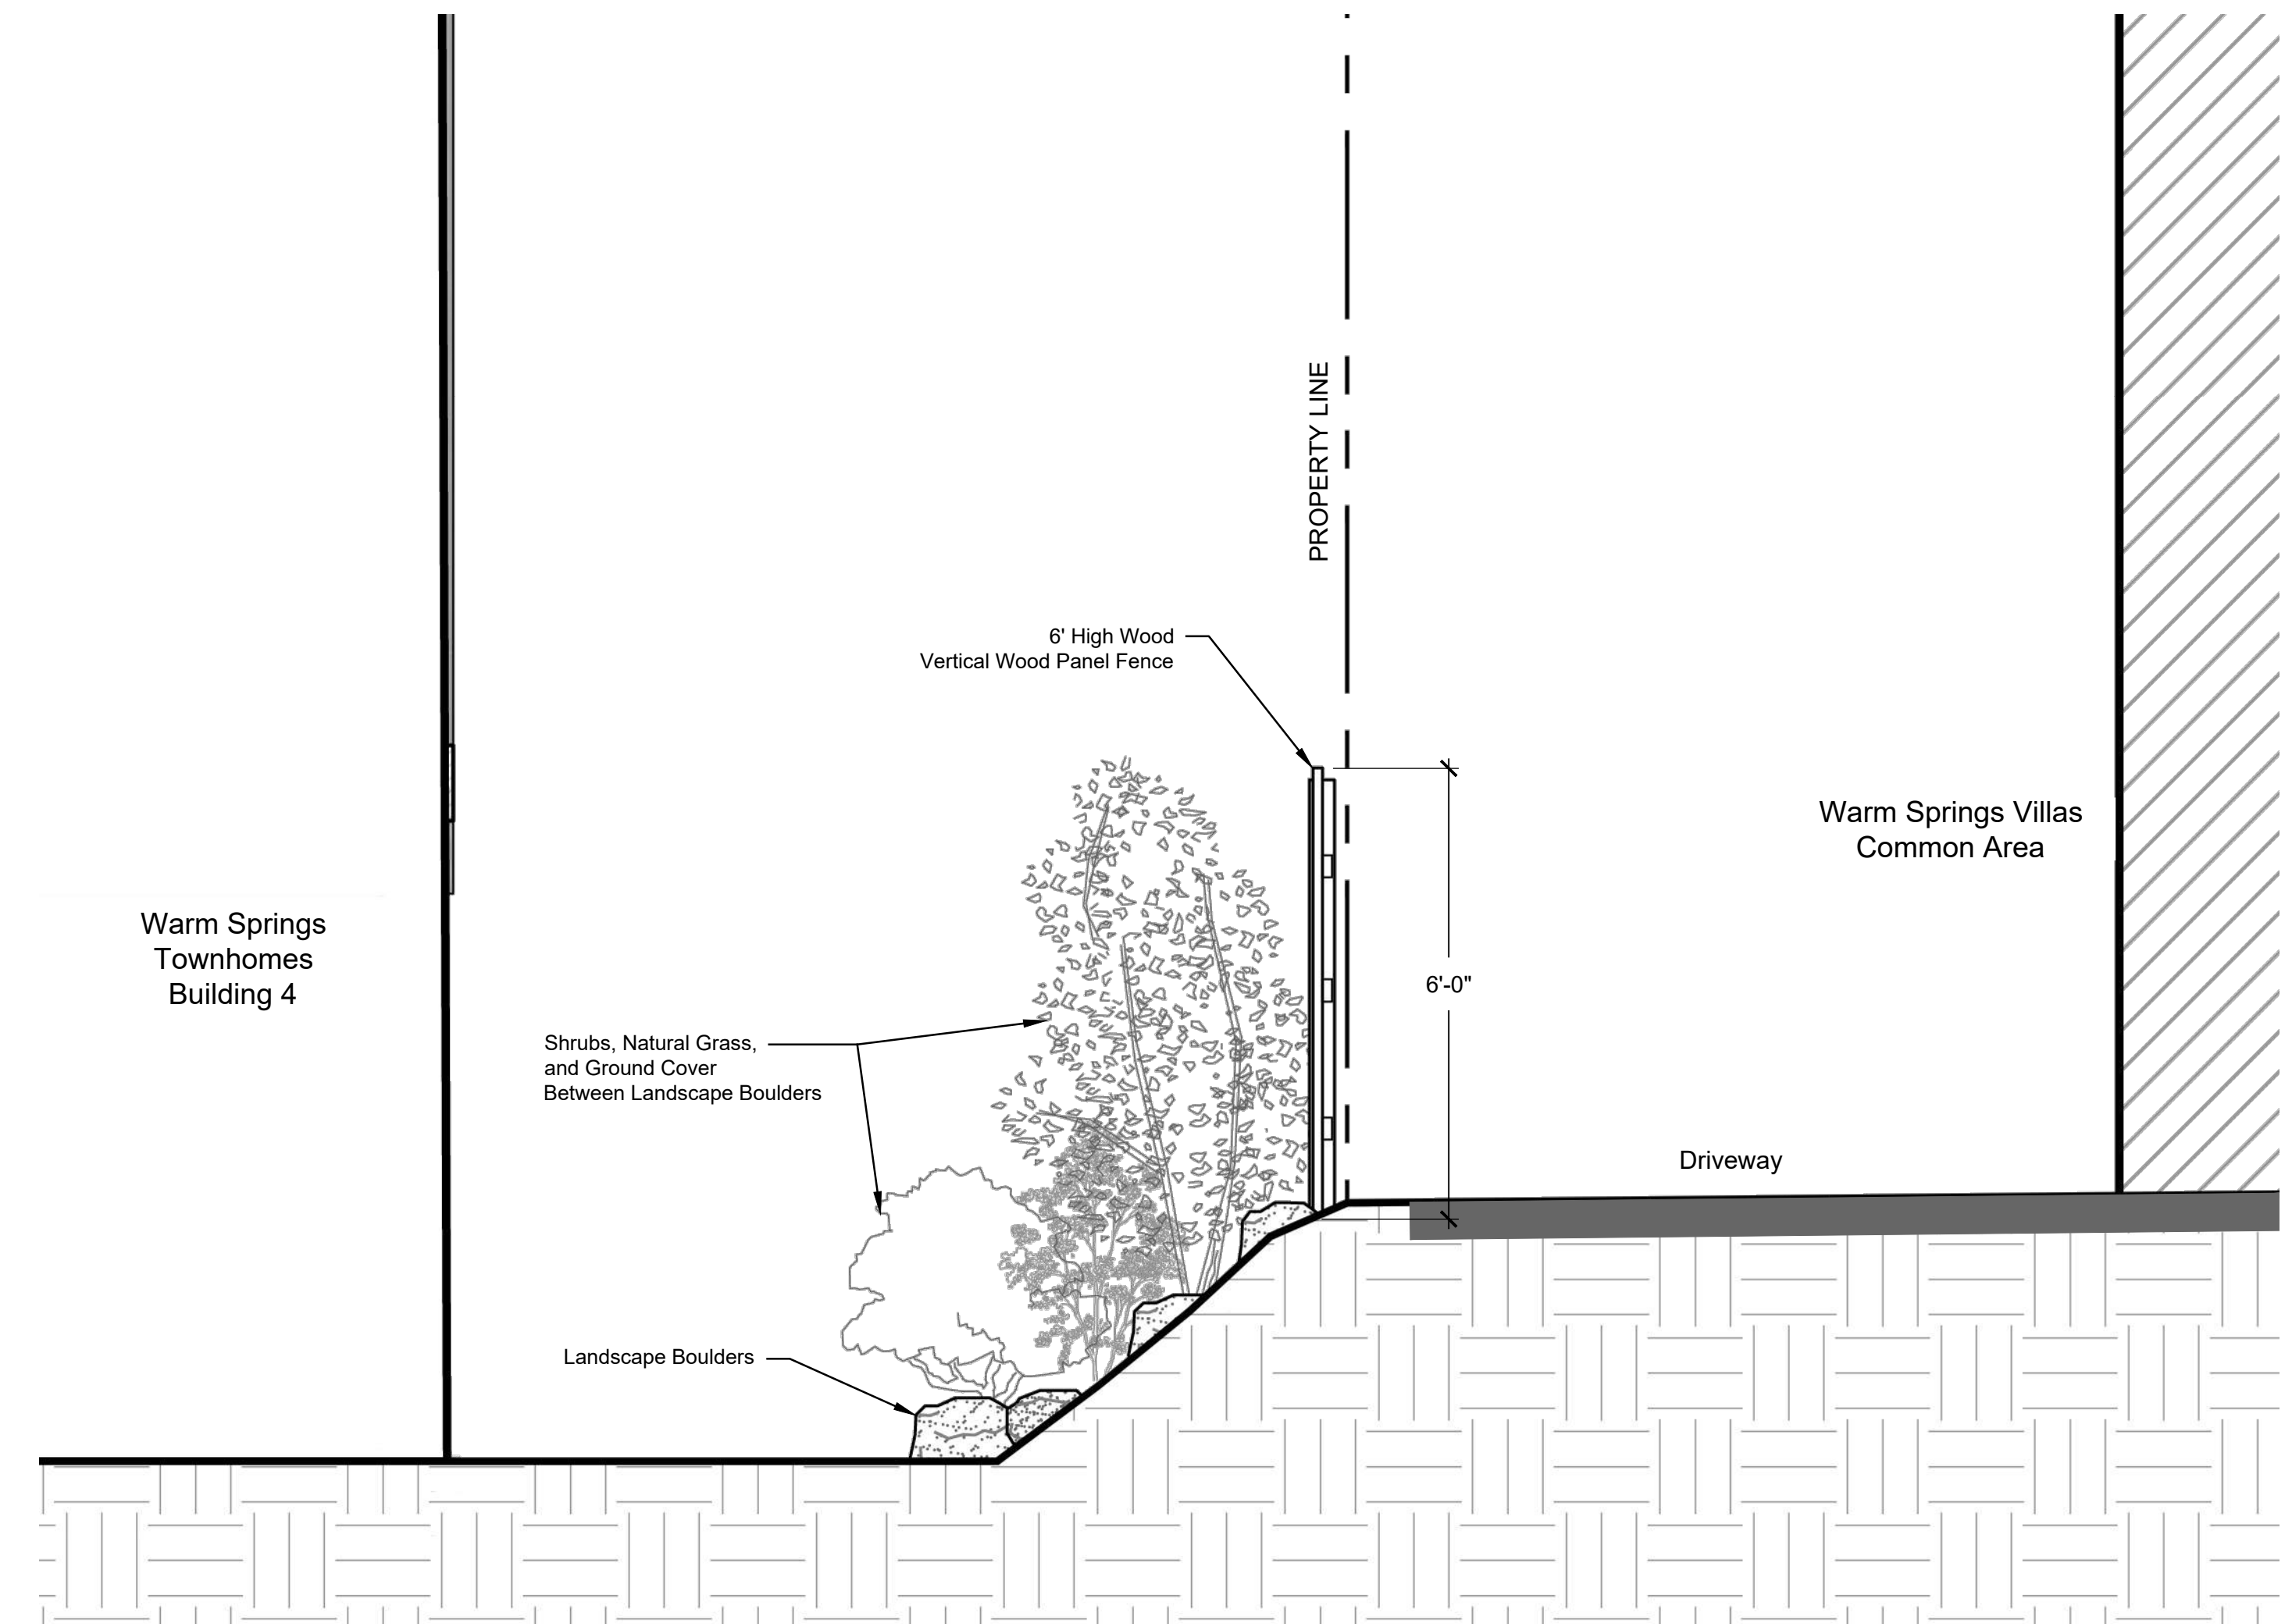 PROPERTY LINE
6' High Wood
Vertical Wood Panel Fence
Warm Springs Villas
Common Area
Warm Springs
Townhomes
Building 4
6'-0"
Shrubs, Natural Grass,
and Ground Cover
Between Landscape Boulders
Driveway
Landscape Boulders